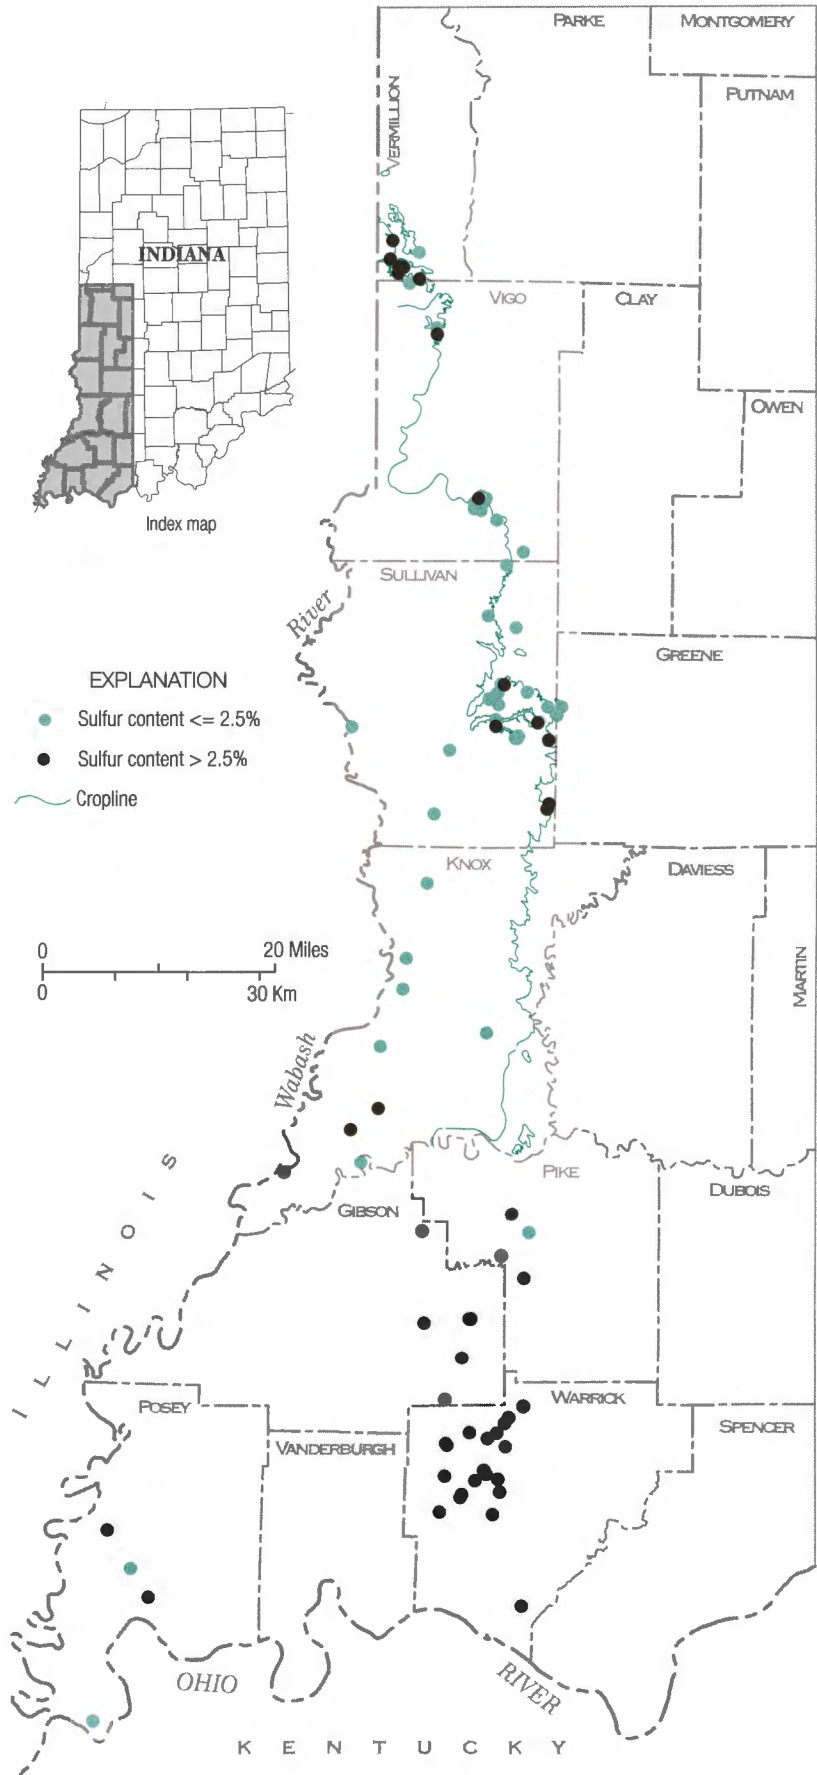 PARKE
MONTGOMERY
PUTNAM
VERMILLION
INDIANA
VIGO
CLAY
OWEN
Index map
SULLIVAN
River
GREENE
EXPLANATION
Sulfur content <= 2.5%
Sulfur content > 2.5%
Cropline
KNOX
DAVIESS
MARTIN
0 20 Miles
0 30 Km
Wabash
ILLINOIS
PIKE
DUBOIS
GIBSON
POSEY
WARRICK
SPENCER
VANDERBURGH
OHIO
RIVER
KENTUCKY